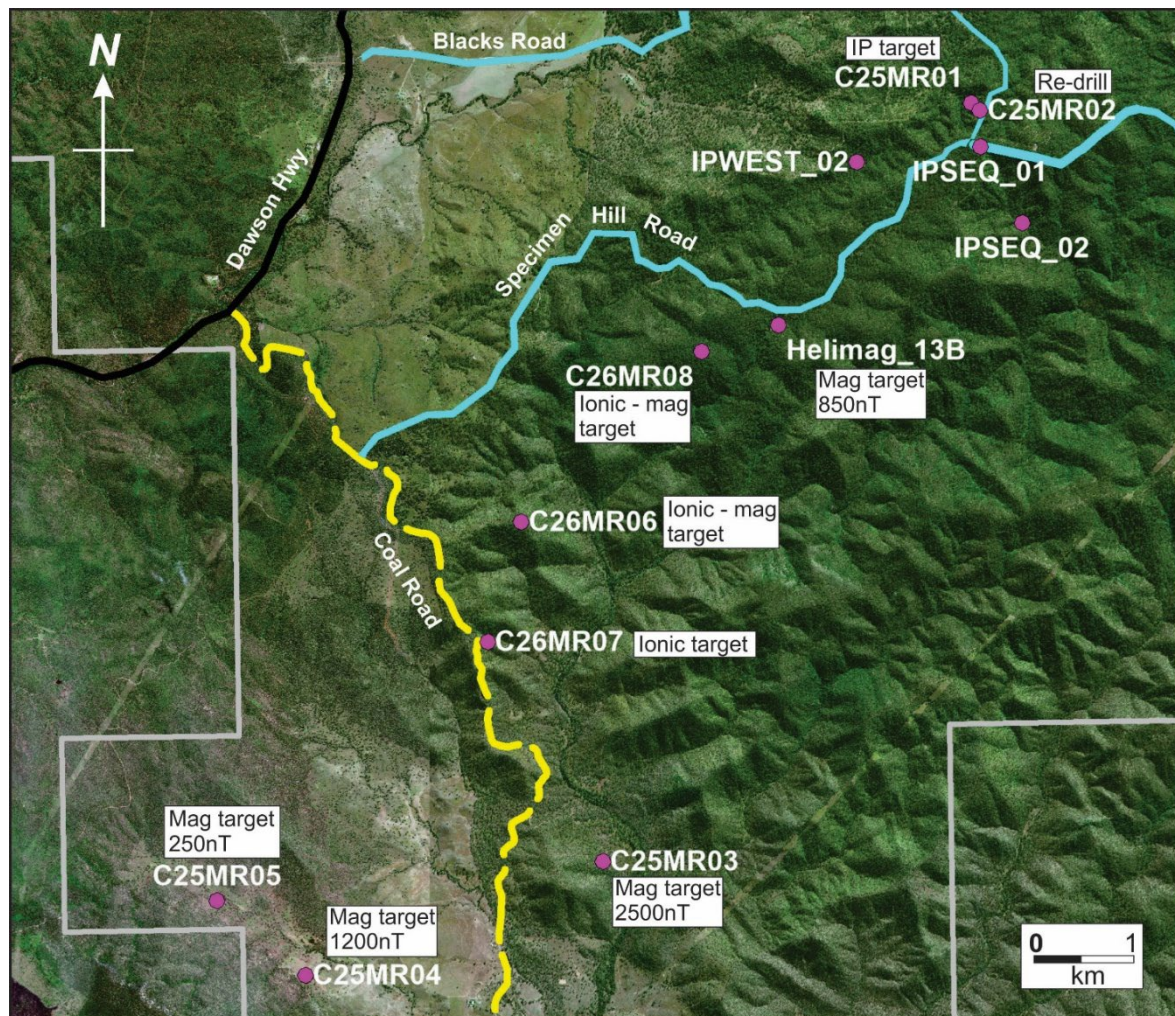 N
Blacks Road
IP target
C25MR01
Re-drill
C25MR02
IPWEST_02
IPSEQ_01
IPSEQ_02
Dawson Hwy
Specimen Hill Road
Helimag_13B
Mag target
850nT
C26MR08
Ionic - mag
target
C26MR06
Ionic - mag
target
Coal Road
C26MR07
Ionic target
Mag target
250nT
C25MR05
C25MR03
Mag target
2500nT
Mag target
1200nT
C25MR04
0 1
km